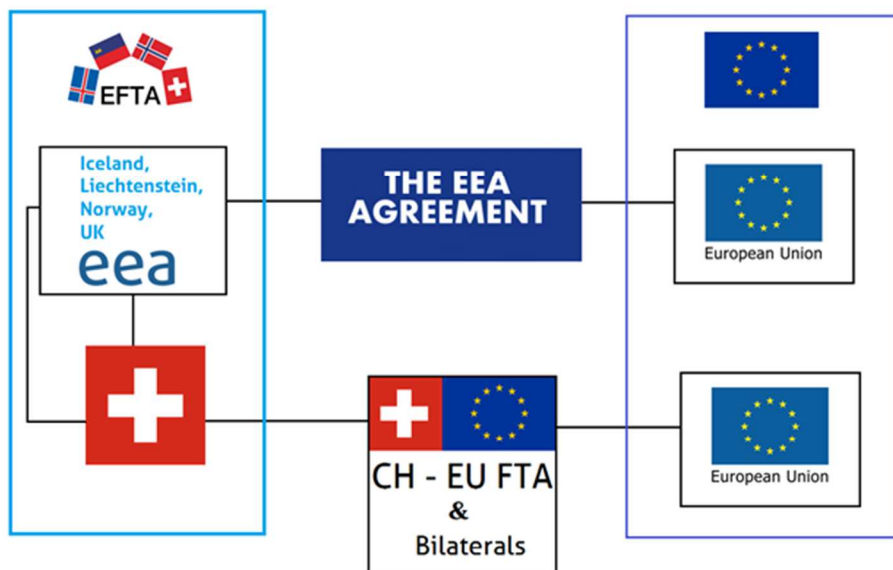 EFTA
Iceland,
Liechtenstein,
Norway,
UK
eea
THE EEA
AGREEMENT
European Union
CH - EU FTA
&
Bilaterals
European Union